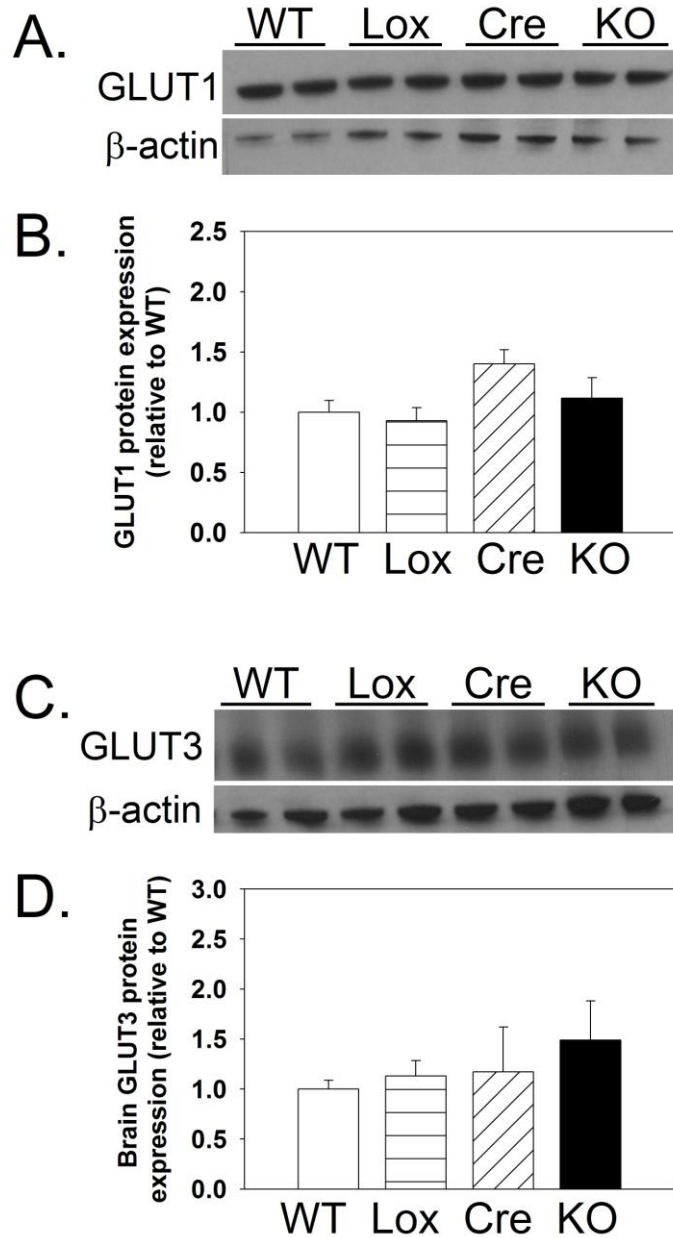 A.
WT Lox Cre KO
GLUT1
β-actin
B.
GLUT1 protein expression
(relative to WT)
2.5
2.0
1.5
1.0
0.5
0.0
WT Lox Cre KO
C.
WT Lox Cre KO
GLUT3
β-actin
D.
Brain GLUT3 protein
expression (relative to WT)
3.0
2.5
2.0
1.5
1.0
0.5
0.0
WT Lox Cre KO